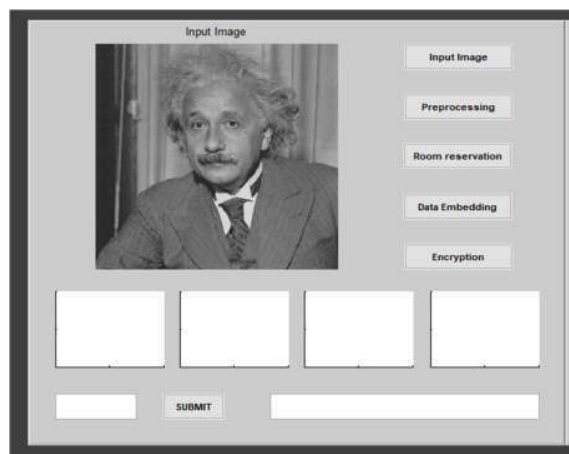 Input Image
Input Image
Preprocessing
Room reservation
Data Embedding
Encryption
SUBMIT